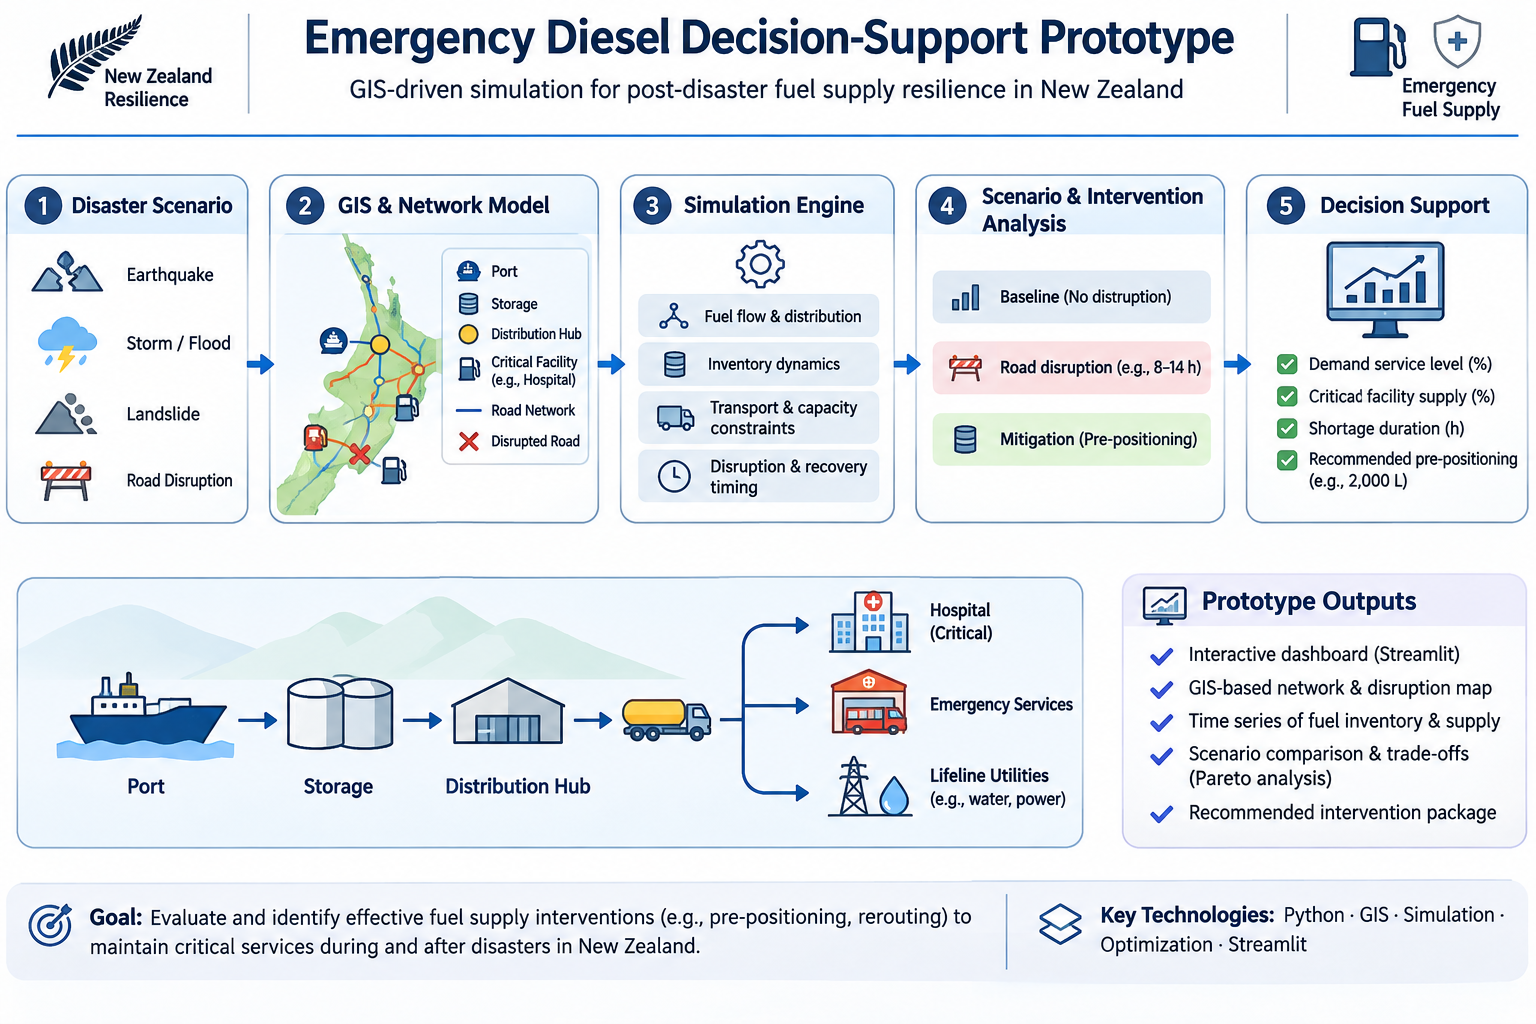 New Zealand
Resilience
Emergency Diesel Decision-Support Prototype
GIS-driven simulation for post-disaster fuel supply resilience in New Zealand
Emergency
Fuel Supply
1 Disaster Scenario
Earthquake
Storm / Flood
Landslide
Road Disruption
2 GIS & Network Model
Port
Storage
Distribution Hub
Critical Facility
(e.g., Hospital)
Road Network
Disrupted Road
3 Simulation Engine
Fuel flow & distribution
Inventory dynamics
Transport & capacity
constraints
Disruption & recovery
timing
4 Scenario & Intervention
Analysis
Baseline (No distruption)
Road disruption (e.g., 8–14 h)
Mitigation (Pre-positioning)
5 Decision Support
Demand service level (%)
Criticad facility supply (%)
Shortage duration (h)
Recommended pre-positioning
(e.g., 2,000 L)
Port
Storage
Distribution Hub
Hospital
(Critical)
Emergency Services
Lifeline Utilities
(e.g., water, power)
Prototype Outputs
Interactive dashboard (Streamlit)
GIS-based network & disruption map
Time series of fuel inventory & supply
Scenario comparison & trade-offs
(Pareto analysis)
Recommended intervention package
Goal: Evaluate and identify effective fuel supply interventions (e.g., pre-positioning, rerouting) to
maintain critical services during and after disasters in New Zealand.
Key Technologies: Python · GIS · Simulation ·
Optimization · Streamlit